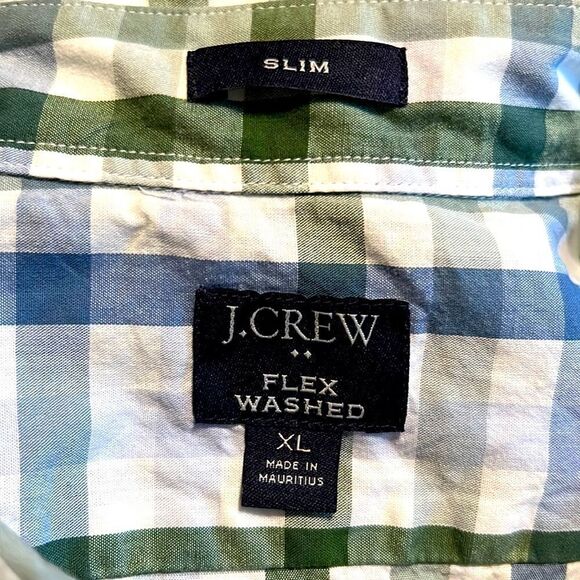 SLIM
J.CREW
FLEX
WASHED
XL
MADE IN
MAURITIUS